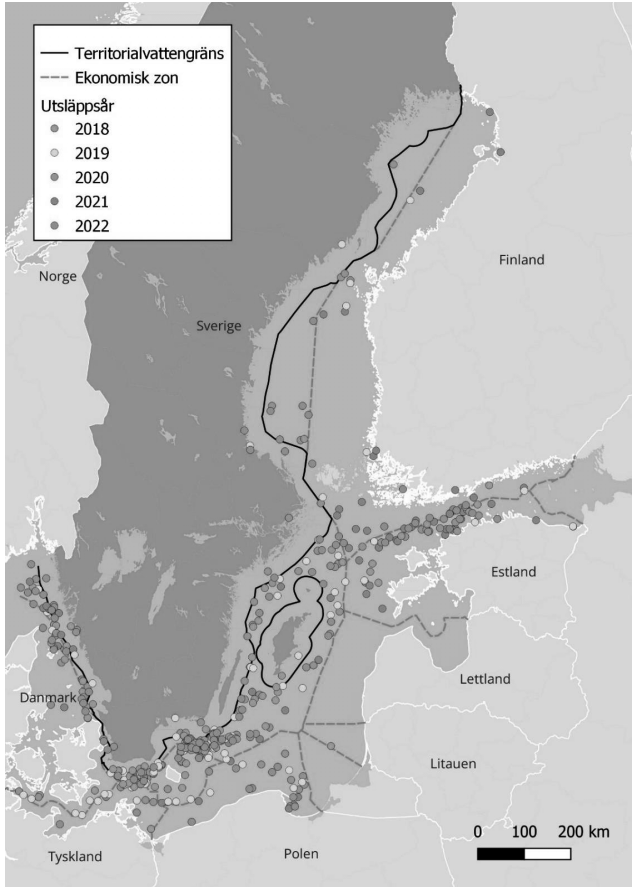 Territorialvattengräns
Ekonomisk zon
Utsläppsår
2018
2019
2020
2021
2022
Norge
Finland
Sverige
Estland
Danmark
Lettland
Litauen
0 100 200 km
Tyskland
Polen